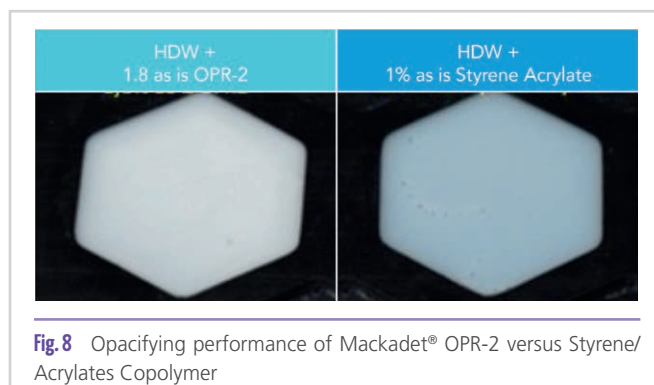 HDW +
1.8 as is OPR-2
HDW +
1% as is Styrene Acrylate
Fig. 8 Opacifying performance of Mackadet® OPR-2 versus Styrene/
Acrylates Copolymer